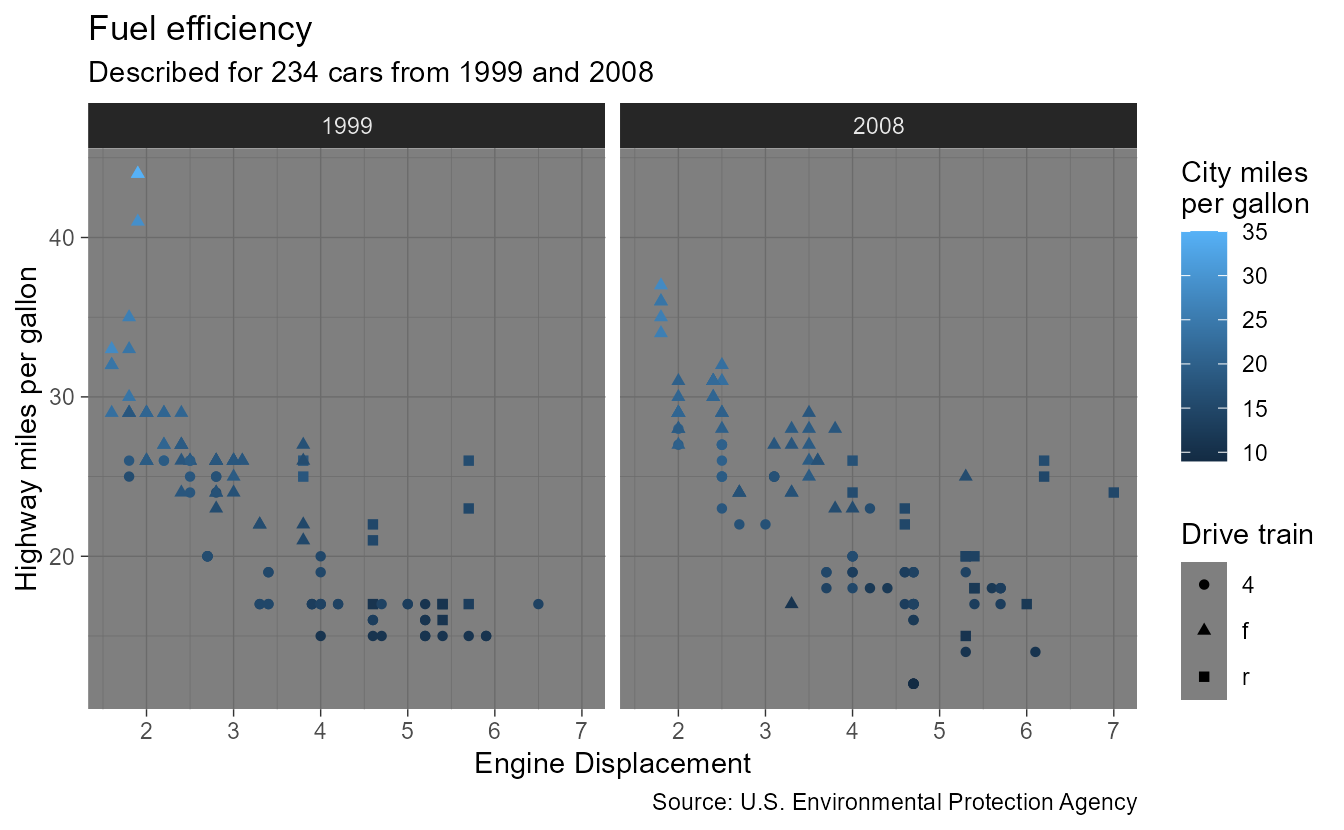 Fuel efficiency
Described for 234 cars from 1999 and 2008
1999
2008
Highway miles per gallon
40
30
20
2 3 4 5 6 7
2 3 4 5 6 7
Engine Displacement
Source: U.S. Environmental Protection Agency
City miles
per gallon
35
30
25
20
15
10
Drive train
4
f
r